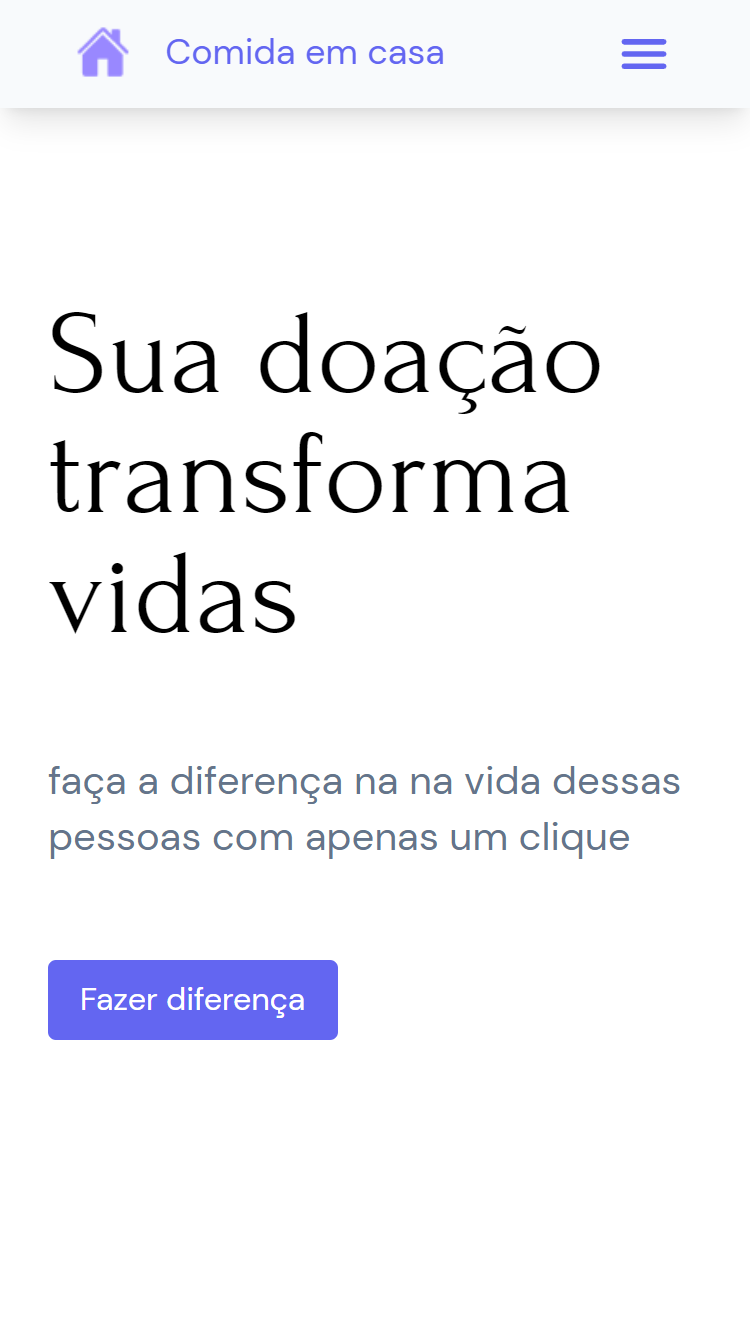 Comida em casa
Sua doação
transforma
vidas
faça a diferença na na vida dessas
pessoas com apenas um clique
Fazer diferença